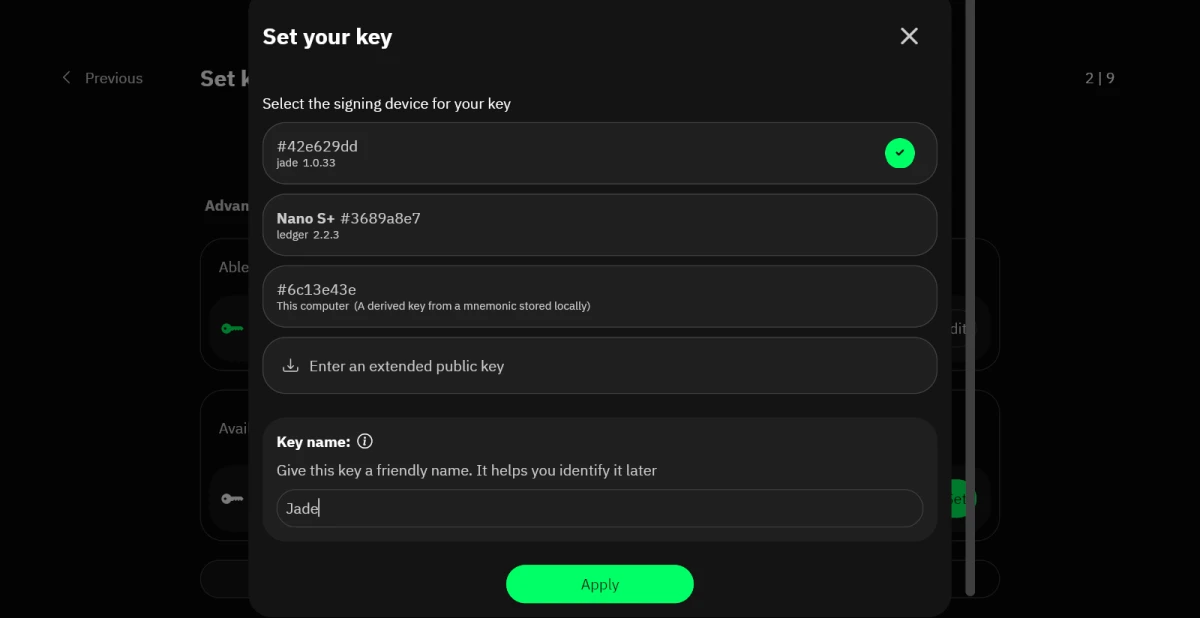 Set your key
Previous
Set k
2 | 9
Select the signing device for your key
#42e629dd
jade 1.0.33
Advan
Nano S+ #3689a8e7
ledger 2.2.3
Able
#6c13e43e
This computer (A derived key from a mnemonic stored locally)
dit
Enter an extended public key
Avai
Key name:
Give this key a friendly name. It helps you identify it later
et
Jade
Apply